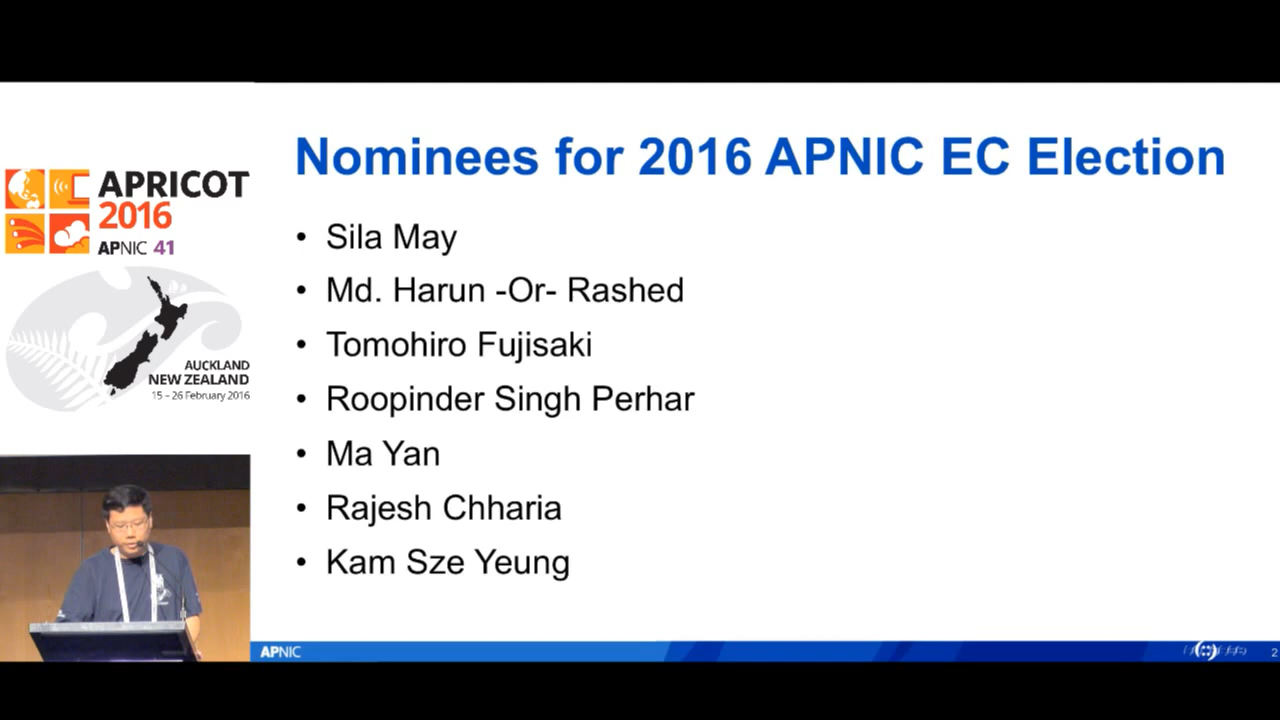 Nominees for 2016 APNIC EC Election
APRICOT
2016
APNIC 41
AUCKLAND
NEW ZEALAND
15 – 26 February 2016
• Sila May
• Md. Harun -Or- Rashed
• Tomohiro Fujisaki
• Roopinder Singh Perhar
• Ma Yan
• Rajesh Chharia
• Kam Sze Yeung
APNIC
2